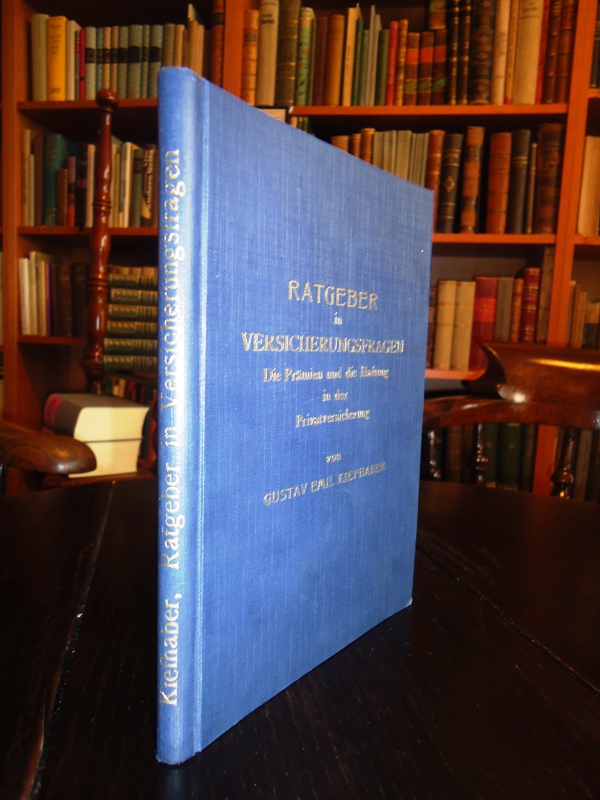 Kiefhaber, Ratgeber in Versicherungsfragen
RATGEBER
in
VERSICHERUNGSFRAGEN
Die Prämien und die Haftung
in der
Privatversicherung
von
GUSTAV EMIL KIEFHABER